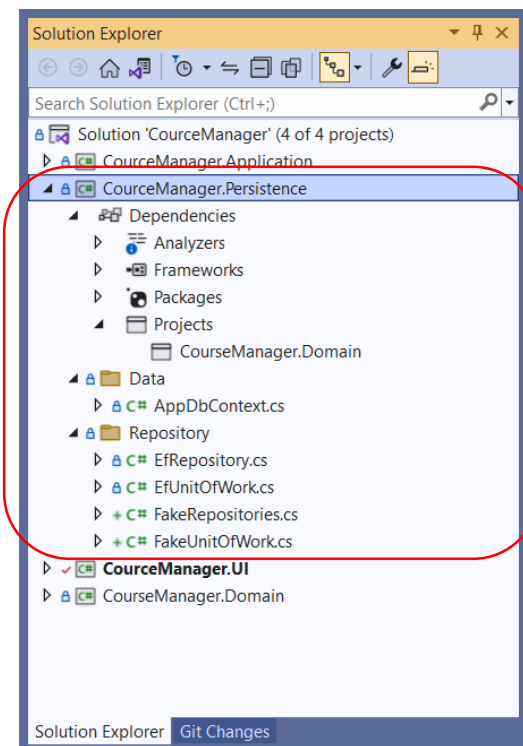 Solution Explorer
Search Solution Explorer (Ctrl+;)
Solution 'CourceManager' (4 of 4 projects)
C# CourceManager.Application
C# CourceManager.Persistence
Dependencies
Analyzers
Frameworks
Packages
Projects
CourseManager.Domain
Data
C# AppDbContext.cs
Repository
C# EfRepository.cs
C# EfUnitOfWork.cs
+ C# FakeRepositories.cs
+ C# FakeUnitOfWork.cs
C# CourceManager.UI
C# CourseManager.Domain
Solution Explorer Git Changes